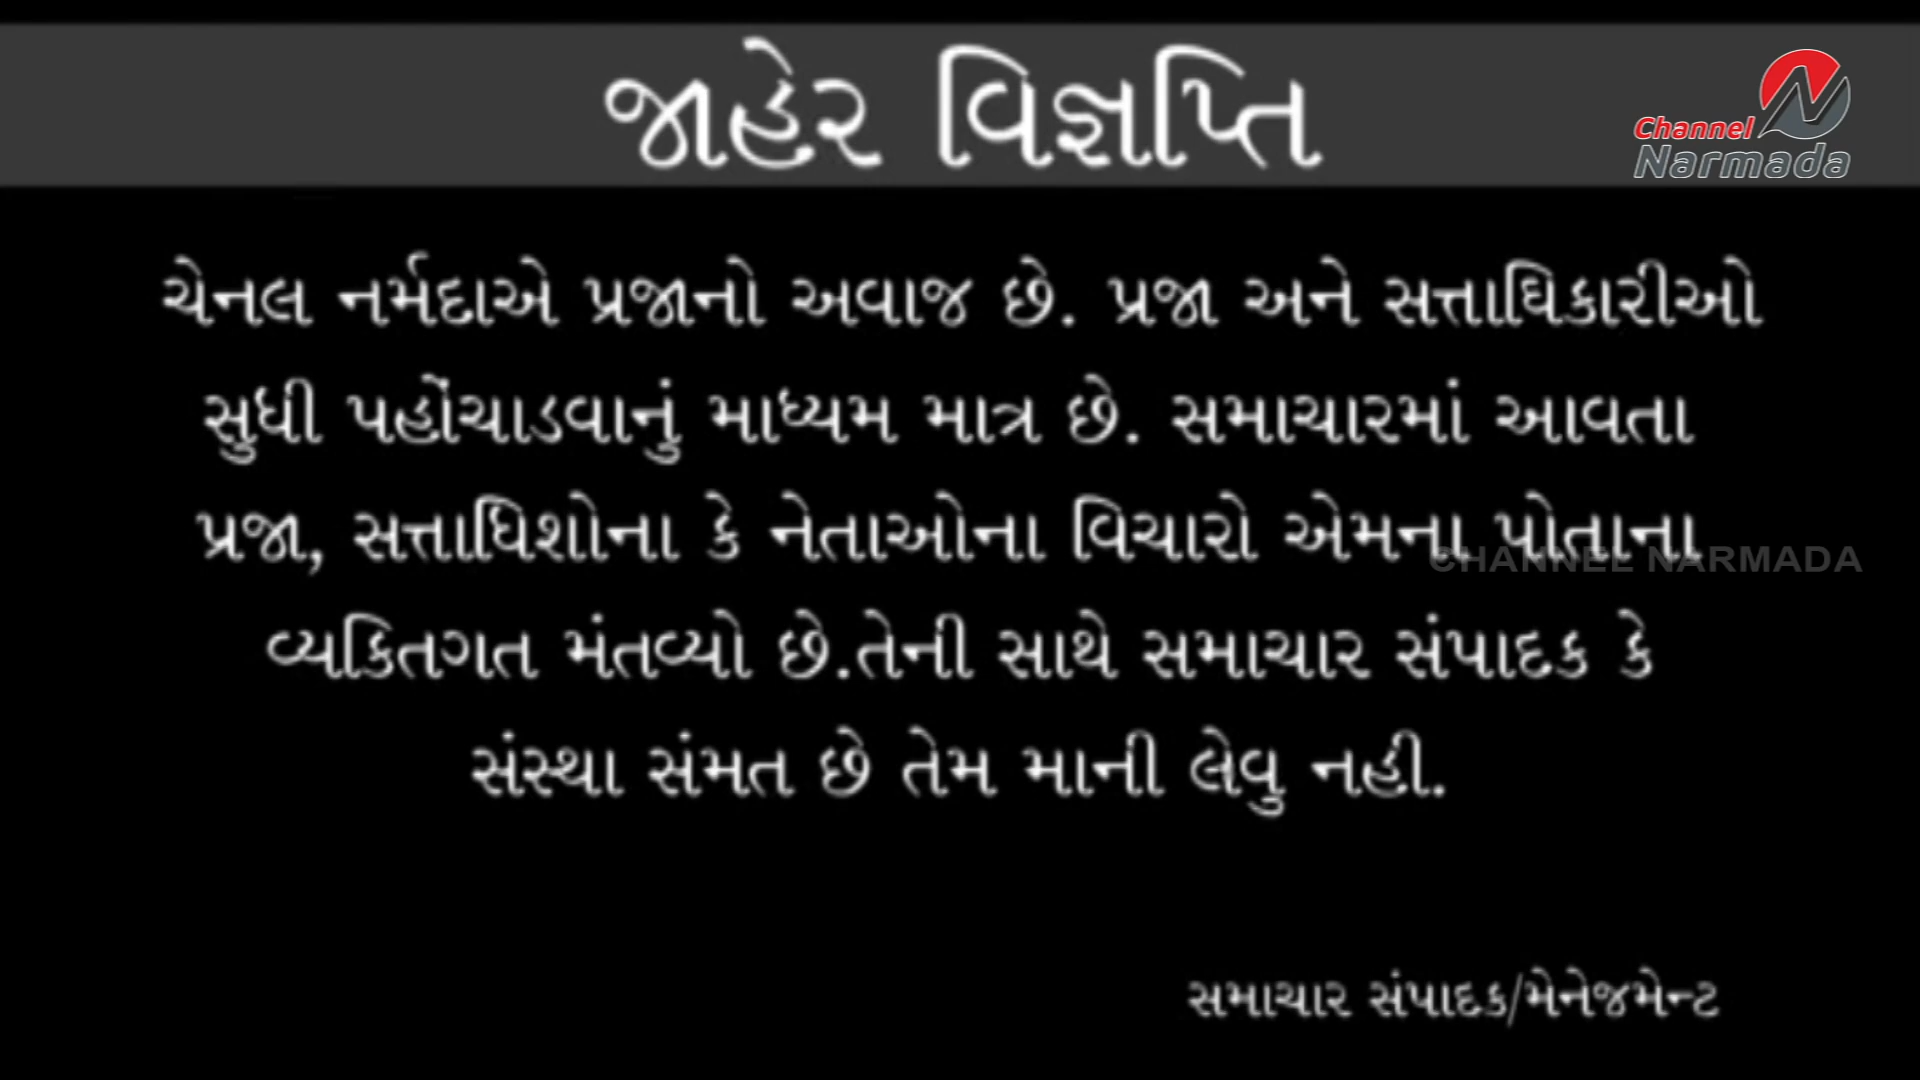 જાહેર વિજ્ઞપ્તિ
Channel
Narmada
ચેનલ નર્મદાએ પ્રજાનો અવાજ છે. પ્રજા અને સત્તાધિકારીઓ
સુધી પહોંચાડવાનું માધ્યમ માત્ર છે. સમાચારમાં આવતા
પ્રજા, સત્તાધિશોના કે નેતાઓના વિચારો એમના પોતાના
CHANNEL NARMADA
વ્યકિતગત મંતવ્યો છે.તેની સાથે સમાચાર સંપાદક કે
સંસ્થા સંમત છે તેમ માની લેવુ નહી.
સમાચાર સંપાદક/મેનેજમેન્ટ